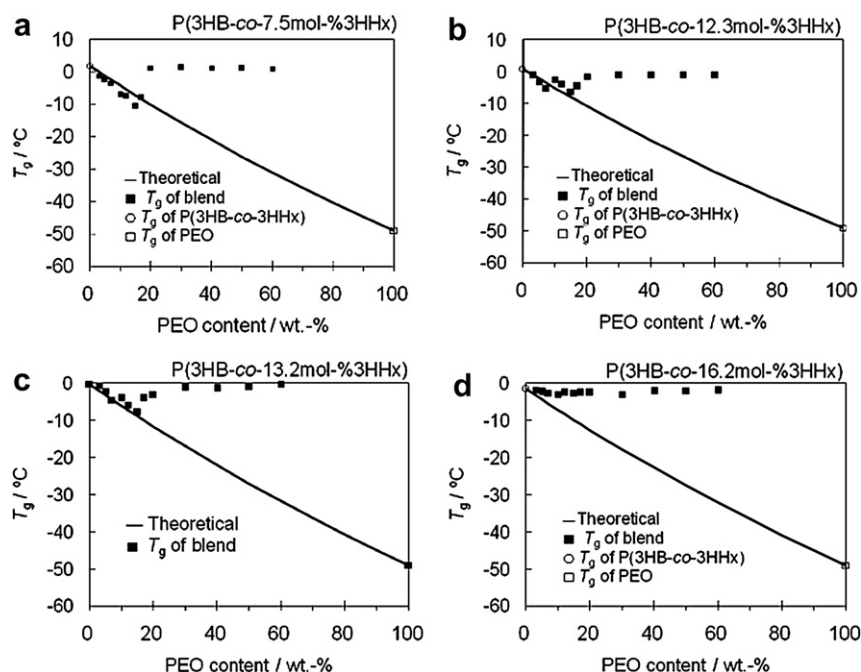 a
P(3HB-co-7.5mol-%3HHx)
10
0
-10
-20
-30
-40
-50
-60
Tg / ºC
Theoretical
Tg of blend
Tg of P(3HB-co-3HHx)
Tg of PEO
0 20 40 60 80 100
PEO content / wt.-%
b
P(3HB-co-12.3mol-%3HHx)
10
0
-10
-20
-30
-40
-50
-60
Tg / ºC
Theoretical
Tg of blend
Tg of P(3HB-co-3HHx)
Tg of PEO
0 20 40 60 80 100
PEO content / wt.-%
c
P(3HB-co-13.2mol-%3HHx)
0
-10
-20
-30
-40
-50
-60
Tg / ºC
Theoretical
Tg of blend
0 20 40 60 80 100
PEO content / wt.-%
d
P(3HB-co-16.2mol-%3HHx)
0
-10
-20
-30
-40
-50
-60
Tg / ºC
Theoretical
Tg of blend
Tg of P(3HB-co-3HHx)
Tg of PEO
0 20 40 60 80 100
PEO content / wt.-%